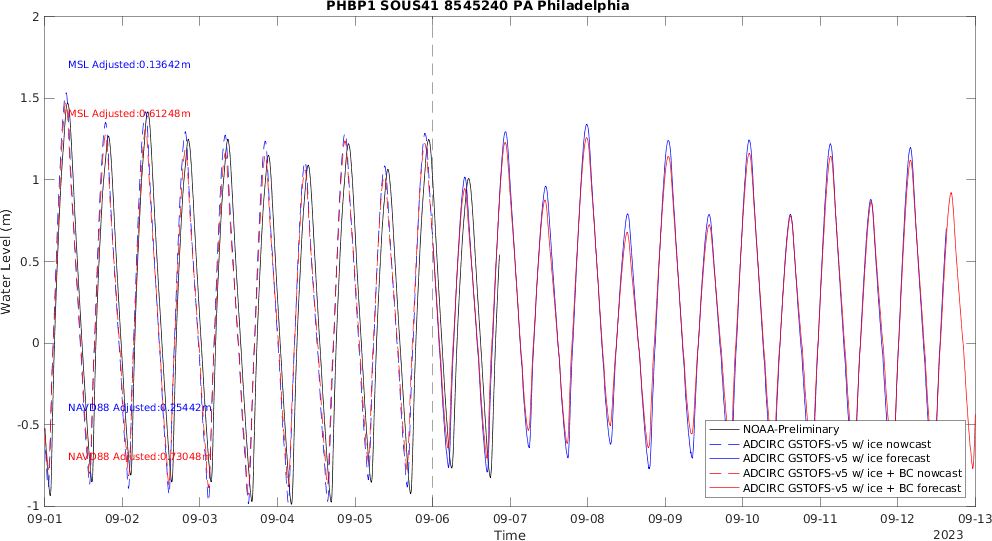 PHBP1 SOUS41 8545240 PA Philadelphia
2
1.5
1
0.5
0
-0.5
-1
Water Level (m)
MSL Adjusted:0.13642m
MSL Adjusted:0.61248m
NAVD88 Adjusted:0.25442m
NAVD88 Adjusted:0.73048m
NOAA-Preliminary
ADCIRC GSTOFS-v5 w/ ice nowcast
ADCIRC GSTOFS-v5 w/ ice forecast
ADCIRC GSTOFS-v5 w/ ice + BC nowcast
ADCIRC GSTOFS-v5 w/ ice + BC forecast
09-01 09-02 09-03 09-04 09-05 09-06 09-07 09-08 09-09 09-10 09-11 09-12 09-13
Time
2023